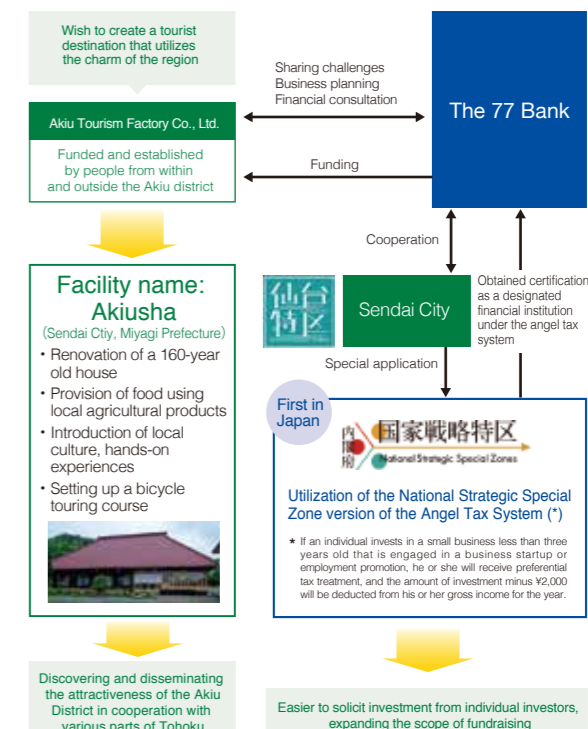 Wish to create a tourist
destination that utilizes
the charm of the region
Akiu Tourism Factory Co., Ltd.
Funded and established
by people from within
and outside the Akiu district
Sharing challenges
Business planning
Financial consultation
Funding
The 77 Bank
Cooperation
仙台
特区
Sendai City
Obtained certification
as a designated
financial institution
under the angel tax
system
Special application
Facility name:
Akiusha
(Sendai Ctiy, Miyagi Prefecture)
• Renovation of a 160-year
old house
• Provision of food using
local agricultural products
• Introduction of local
culture, hands-on
experiences
• Setting up a bicycle
touring course
First in
Japan
内閣府
国家戦略特区
National Strategic Special Zones
Utilization of the National Strategic Special
Zone version of the Angel Tax System (*)
* If an individual invests in a small business less than three
years old that is engaged in a business startup or
employment promotion, he or she will receive preferential
tax treatment, and the amount of investment minus ¥2,000
will be deducted from his or her gross income for the year.
Discovering and disseminating
the attractiveness of the Akiu
District in cooperation with
various parts of Tohoku
Easier to solicit investment from individual investors,
expanding the scope of fundraising